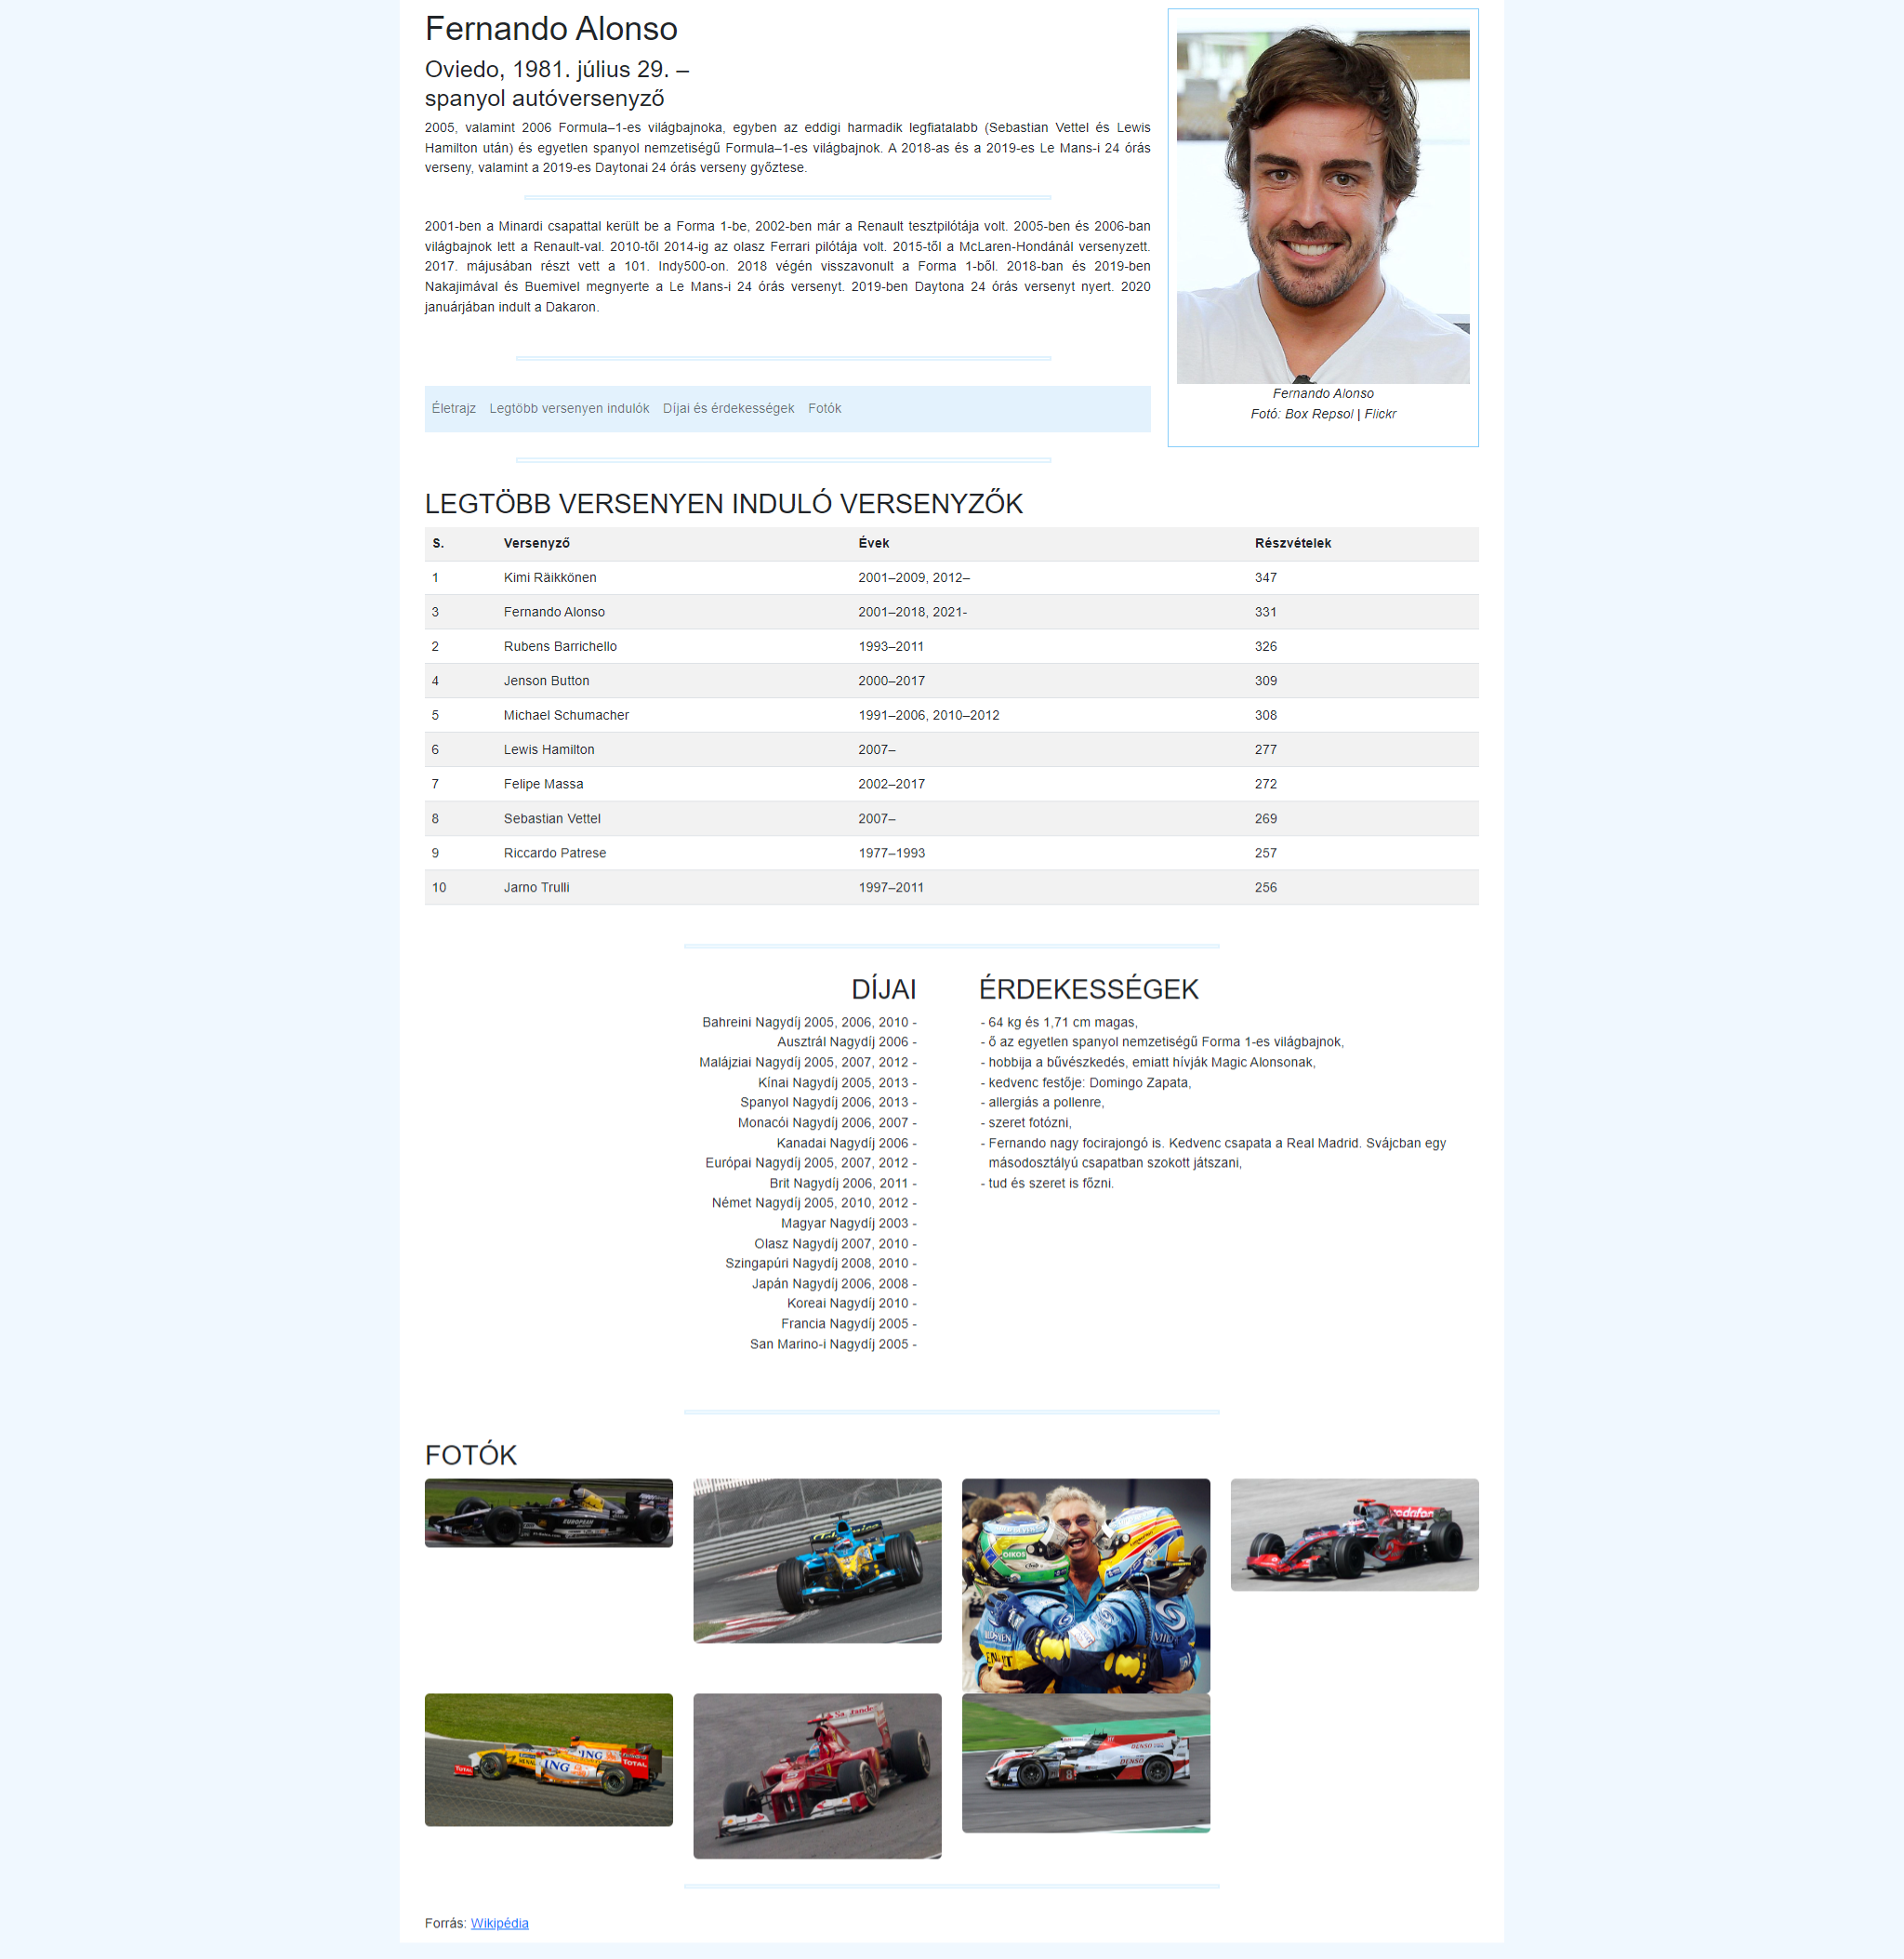 Fernando Alonso
Oviedo, 1981. július 29. –
spanyol autóversenyző
2005, valamint 2006 Formula–1-es világbajnoka, egyben az eddigi harmadik legfiatalabb (Sebastian Vettel és Lewis
Hamilton után) és egyetlen spanyol nemzetiségű Formula–1-es világbajnok. A 2018-as és a 2019-es Le Mans-i 24 órás
verseny, valamint a 2019-es Daytonai 24 órás verseny győztese.
2001-ben a Minardi csapattal került be a Forma 1-be, 2002-ben már a Renault tesztpilótája volt. 2005-ben és 2006-ban
világbajnok lett a Renault-val. 2010-től 2014-ig az olasz Ferrari pilótája volt. 2015-től a McLaren-Hondánál versenyzett.
2017. májusában részt vett a 101. Indy500-on. 2018 végén visszavonult a Forma 1-ből. 2018-ban és 2019-ben
Nakajimával és Buemivel megnyerte a Le Mans-i 24 órás versenyt. 2019-ben Daytona 24 órás versenyt nyert. 2020
januárjában indult a Dakaron.
Fernando Alonso
Fotó: Box Repsol | Flickr
Életrajz Legtöbb versenyen indulók Díjai és érdekességek Fotók
LEGTÖBB VERSENYEN INDULÓ VERSENYZŐK
S. Versenyző Évek Részvételek
1 Kimi Räikkönen 2001–2009, 2012– 347
3 Fernando Alonso 2001–2018, 2021- 331
2 Rubens Barrichello 1993–2011 326
4 Jenson Button 2000–2017 309
5 Michael Schumacher 1991–2006, 2010–2012 308
6 Lewis Hamilton 2007– 277
7 Felipe Massa 2002–2017 272
8 Sebastian Vettel 2007– 269
9 Riccardo Patrese 1977–1993 257
10 Jarno Trulli 1997–2011 256
DÍJAI
Bahreini Nagydíj 2005, 2006, 2010 -
Ausztrál Nagydíj 2006 -
Malájziai Nagydíj 2005, 2007, 2012 -
Kínai Nagydíj 2005, 2013 -
Spanyol Nagydíj 2006, 2013 -
Monacói Nagydíj 2006, 2007 -
Kanadai Nagydíj 2006 -
Európai Nagydíj 2005, 2007, 2012 -
Brit Nagydíj 2006, 2011 -
Német Nagydíj 2005, 2010, 2012 -
Magyar Nagydíj 2003 -
Olasz Nagydíj 2007, 2010 -
Szingapúri Nagydíj 2008, 2010 -
Japán Nagydíj 2006, 2008 -
Koreai Nagydíj 2010 -
Francia Nagydíj 2005 -
San Marino-i Nagydíj 2005 -
ÉRDEKESSÉGEK
- 64 kg és 1,71 cm magas,
- ő az egyetlen spanyol nemzetiségű Forma 1-es világbajnok,
- hobbija a bűvészkedés, emiatt hívják Magic Alonsonak,
- kedvenc festője: Domingo Zapata,
- allergiás a pollenre,
- szeret fotózni,
- Fernando nagy focirajongó is. Kedvenc csapata a Real Madrid. Svájcban egy
másodosztályú csapatban szokott játszani,
- tud és szeret is főzni.
FOTÓK
EUROPEAN
OIKOS
vodafone
ING
ING
TOTAL
DENSO
DENSO
8
Forrás: Wikipédia